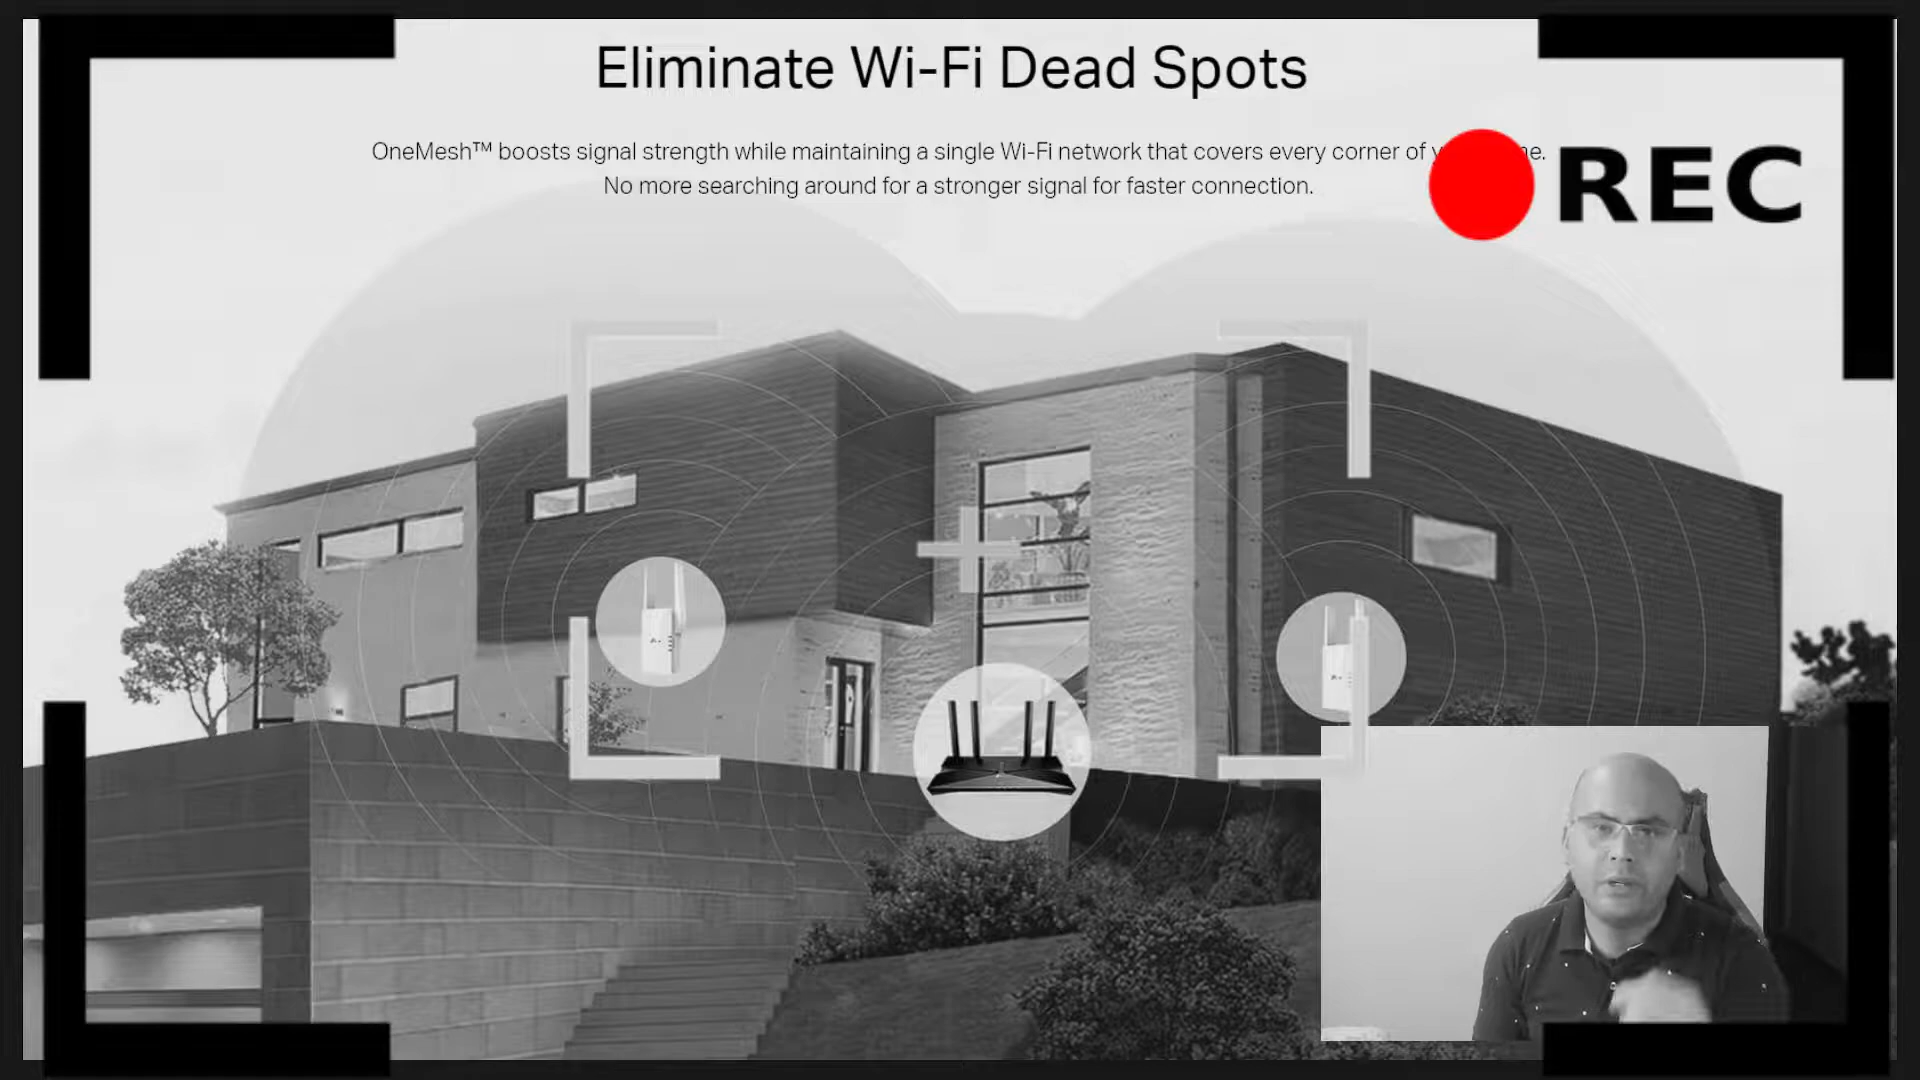 Eliminate Wi-Fi Dead Spots
OneMesh™ boosts signal strength while maintaining a single Wi-Fi network that covers every corner of
No more searching around for a stronger signal for faster connection.
REC